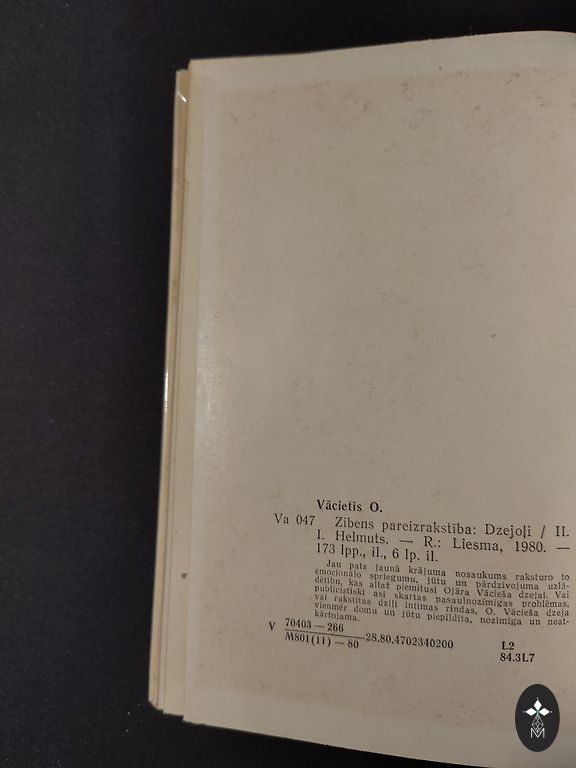 Vācietis O.
Va 047 Zibens pareizrakstība: Dzejoļi / Il.
I. Helmuts. — R.: Liesma, 1980. —
173 lpp., il., 6 lp. il.
Jau pats jaunā krājuma nosaukums raksturo to
emocionālo spriegumu, jūtu un pārdzīvojuma uzlā-
dētību, kas allaž piemitusi Ojāra Vācieša dzejai. Vai
publicistiski asi skartas pasaulnozīmīgas problēmas,
vai rakstītas dziļi intīmas rindas, O. Vācieša dzeja
vienmēr domu un jūtu piepildīta, nozīmīga un neat-
kārtojama.
V 70403 — 266
M801(11) — 80
28.80.4702340200
L2
84.3L7
M